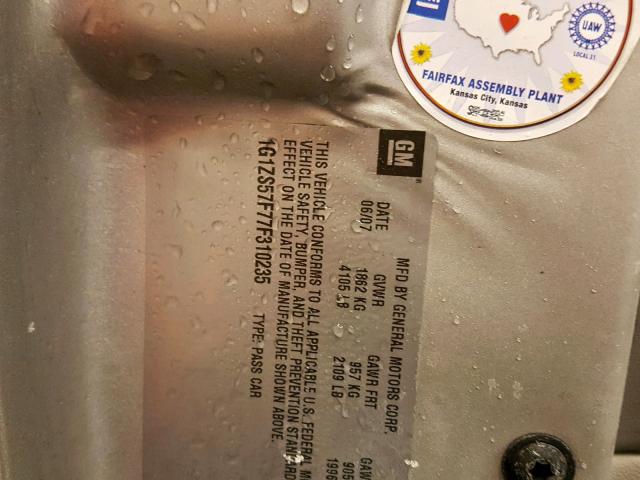 UAW
LOCAL 31
FAIRFAX ASSEMBLY PLANT
Kansas City, Kansas
GM
MFD BY GENERAL MOTORS CORP.
DATE GVWR GAWR FRT
06/07 1862 KG 957 KG 905
4105 LB 2109 LB 1996
THIS VEHICLE CONFORMS TO ALL APPLICABLE U.S. FEDERAL
VEHICLE SAFETY, BUMPER, AND THEFT PREVENTION
EFFECT ON THE DATE OF MANUFACTURE SHOWN ABOVE.
1G1ZS57F77F310235 TYPE: PASS CAR